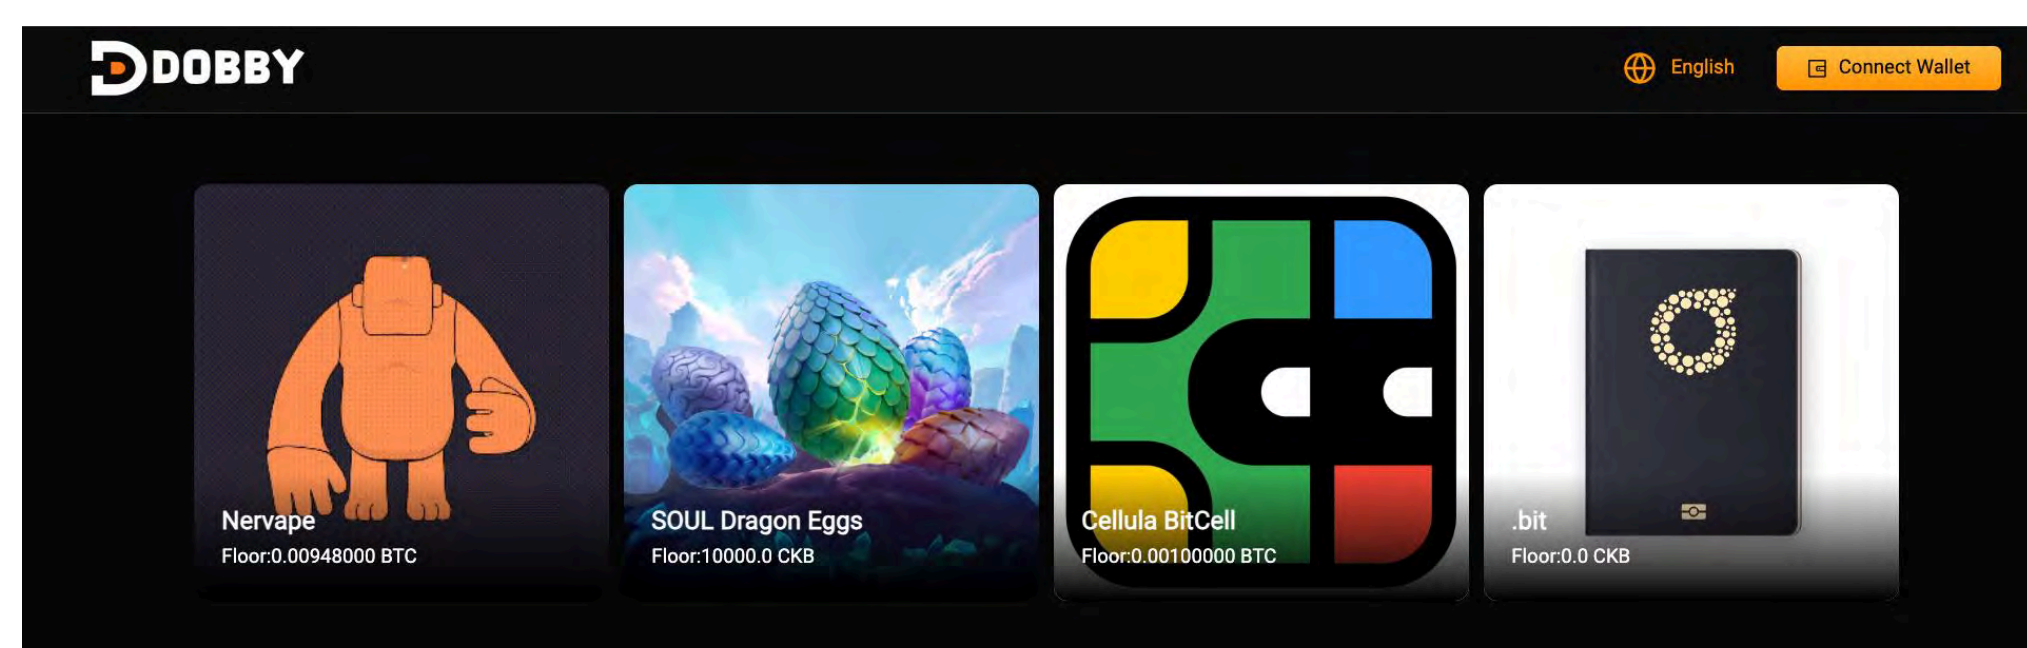 DOBBY
English
Connect Wallet
Nervape
Floor:0.00948000 BTC
SOUL Dragon Eggs
Floor:10000.0 CKB
Cellula BitCell
Floor:0.00100000 BTC
.bit
Floor:0.0 CKB